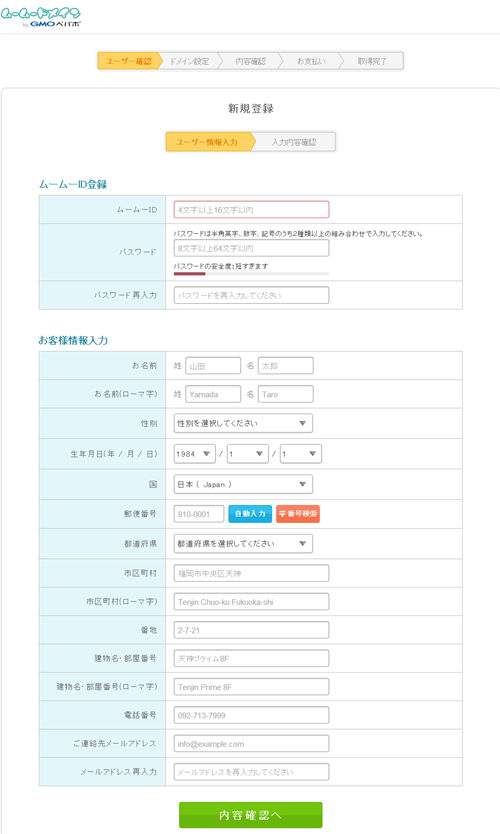 ムームードメイン
by GMOペパボ
ユーザー確認 ドメイン設定 内容確認 お支払い 取得完了
新規登録
ユーザー情報入力 入力内容確認
ムームーID登録
ムームーID 4文字以上16文字以内
パスワードは半角英字、数字、記号のうち2種類以上の組み合わせで入力してください。
パスワード 8文字以上64文字以内
パスワードの安全度:短すぎます
パスワード再入力 パスワードを再入力してください
お客様情報入力
お名前 姓 山田 名 太郎
お名前(ローマ字) 姓 Yamada 名 Taro
性別 性別を選択してください
生年月日(年 / 月 / 日) 1984 / 1 / 1
国 日本 ( Japan )
郵便番号 810-0001 自動入力 〒番号検索
都道府県 都道府県を選択してください
市区町村 福岡市中央区天神
市区町村(ローマ字) Tenjin Chuo-ku Fukuoka-shi
番地 2-7-21
建物名・部屋番号 天神プライム8F
建物名・部屋番号(ローマ字) Tenjin Prime 8F
電話番号 092-713-7999
ご連絡先メールアドレス info@example.com
メールアドレス再入力 メールアドレスを再入力してください
内容確認へ